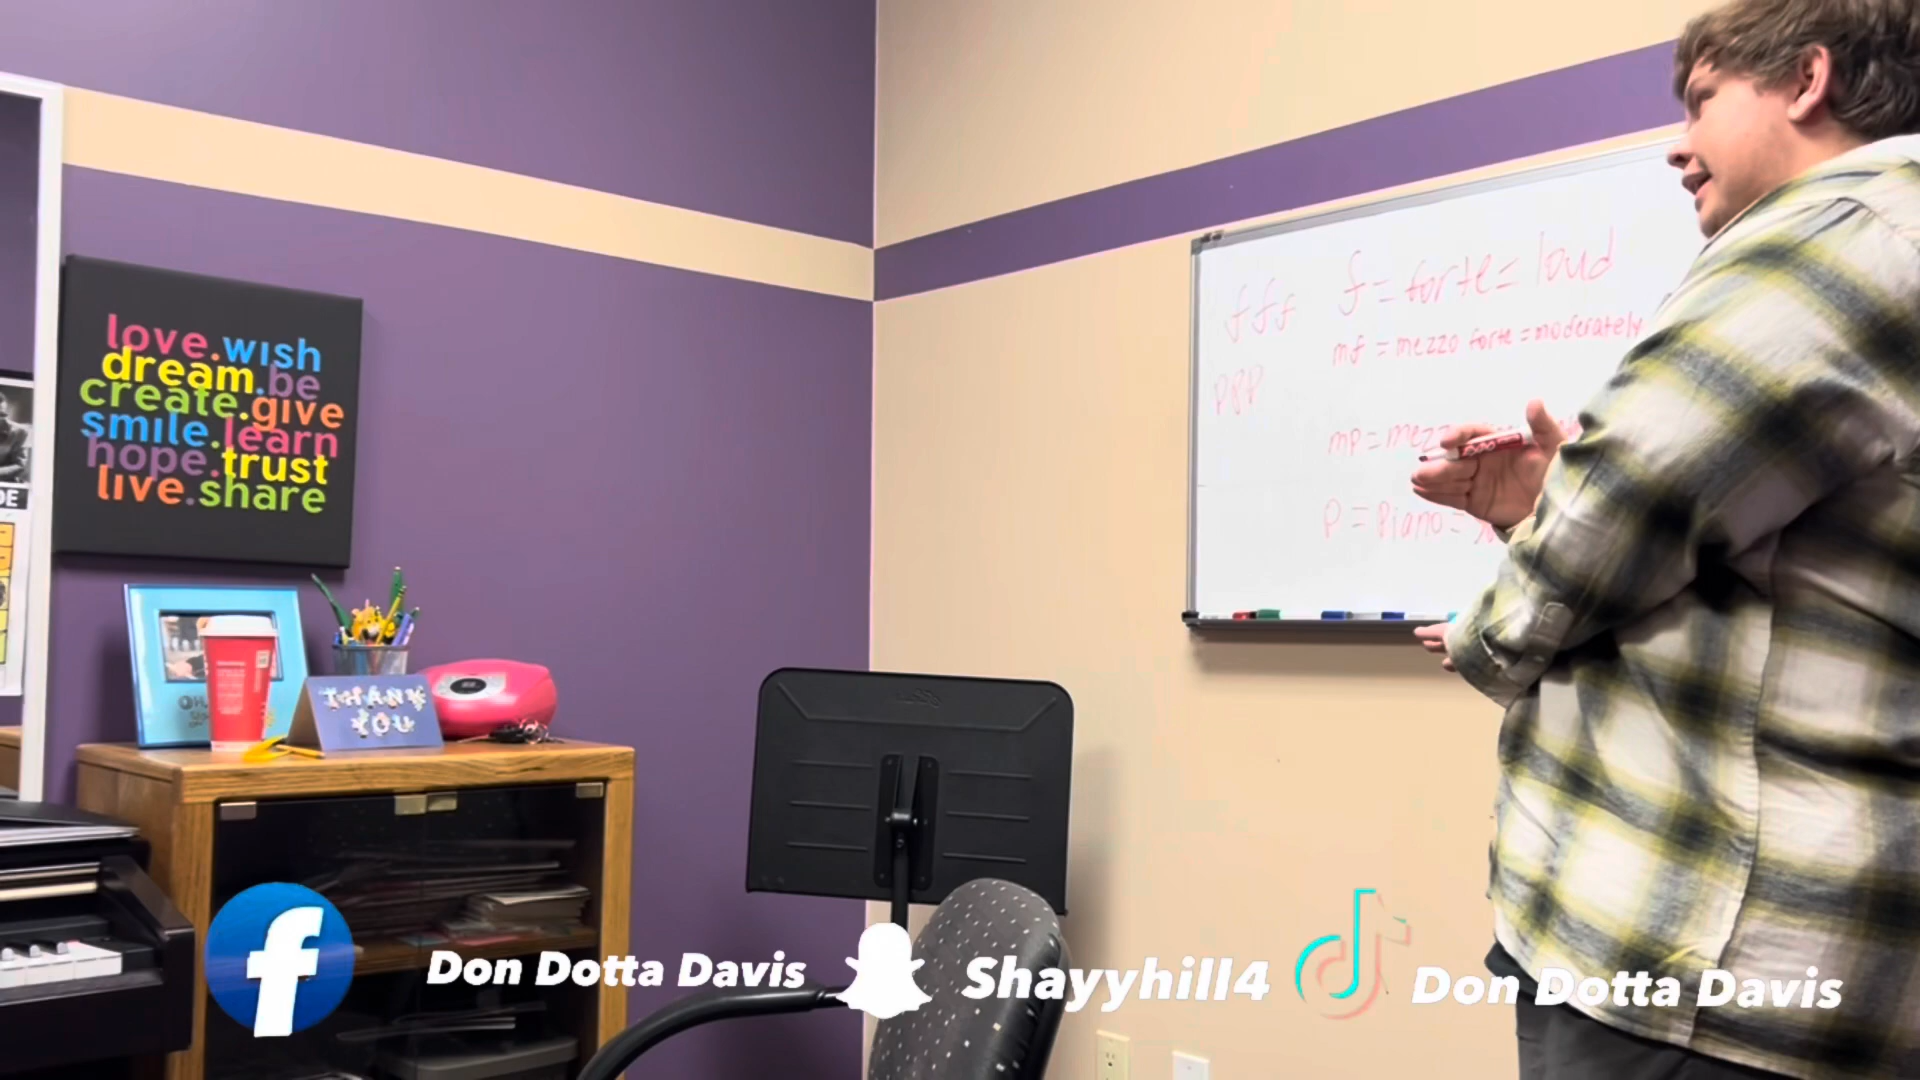 love.wish
dream.be
create.give
smile.learn
hope.trust
live.share
THANK
YOU
fff
f = forte = loud
mf = mezzo forte = moderately
ppp
mp =
p = piano =
Don Dotta Davis
Shayyhill4
Don Dotta Davis